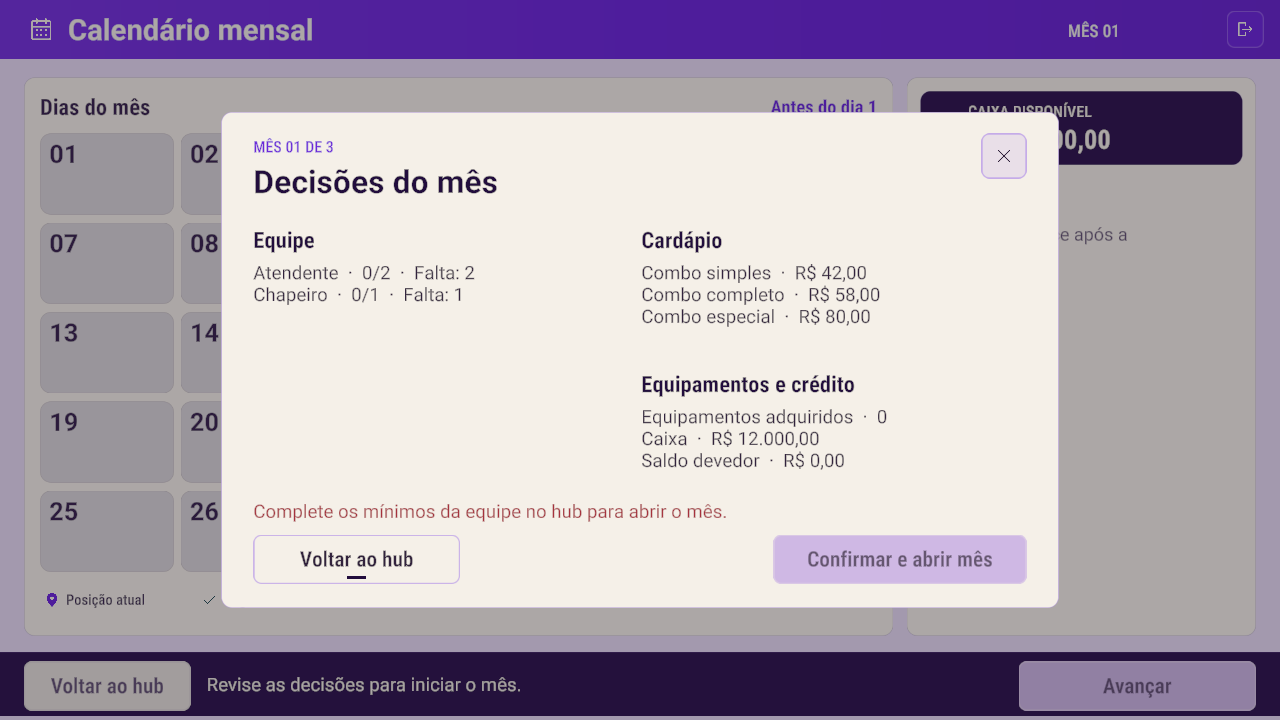 Calendário mensal
MÊS 01
Dias do mês
Antes do dia 1
CAIXA DISPONÍVEL
00,00
01
02
07
08
13
14
19
20
25
26
e após a
MÊS 01 DE 3
Decisões do mês
Equipe
Atendente · 0/2 · Falta: 2
Chapeiro · 0/1 · Falta: 1
Cardápio
Combo simples · R$ 42,00
Combo completo · R$ 58,00
Combo especial · R$ 80,00
Equipamentos e crédito
Equipamentos adquiridos · 0
Caixa · R$ 12.000,00
Saldo devedor · R$ 0,00
Complete os mínimos da equipe no hub para abrir o mês.
Voltar ao hub
Confirmar e abrir mês
Posição atual
Voltar ao hub
Revise as decisões para iniciar o mês.
Avançar